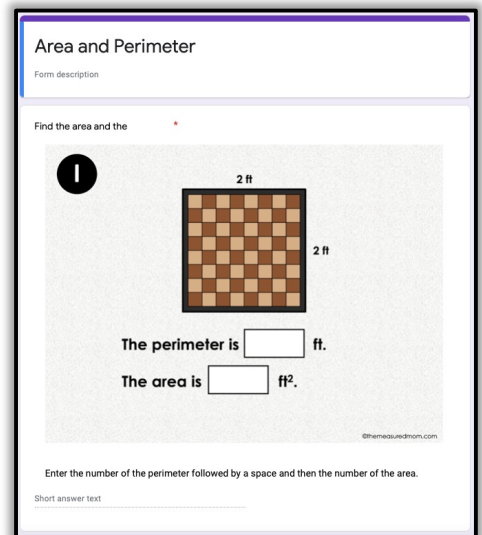 Area and Perimeter
Form description
Find the area and the *
1
2 ft
2 ft
The perimeter is ft.
The area is ft².
©themeasuredmom.com
Enter the number of the perimeter followed by a space and then the number of the area.
Short answer text